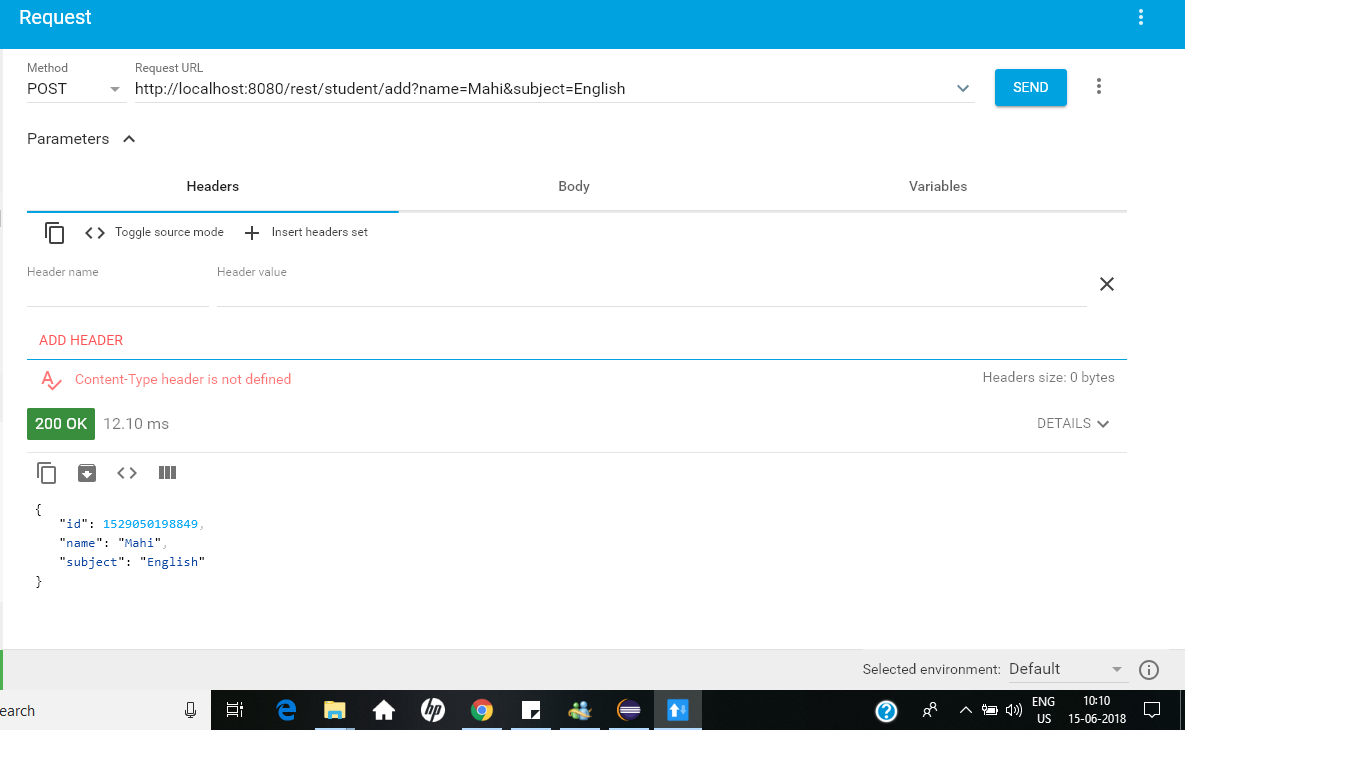 Request
Method
Request URL
POST
http://localhost:8080/rest/student/add?name=Mahi&subject=English
SEND
Parameters
Headers
Body
Variables
Toggle source mode
Insert headers set
Header name
Header value
ADD HEADER
Content-Type header is not defined
Headers size: 0 bytes
200 OK
12.10 ms
DETAILS
{
"id": 1529050198849,
"name": "Mahi",
"subject": "English"
}
Selected environment:
Default
earch
hp
ENG
US
10:10
15-06-2018